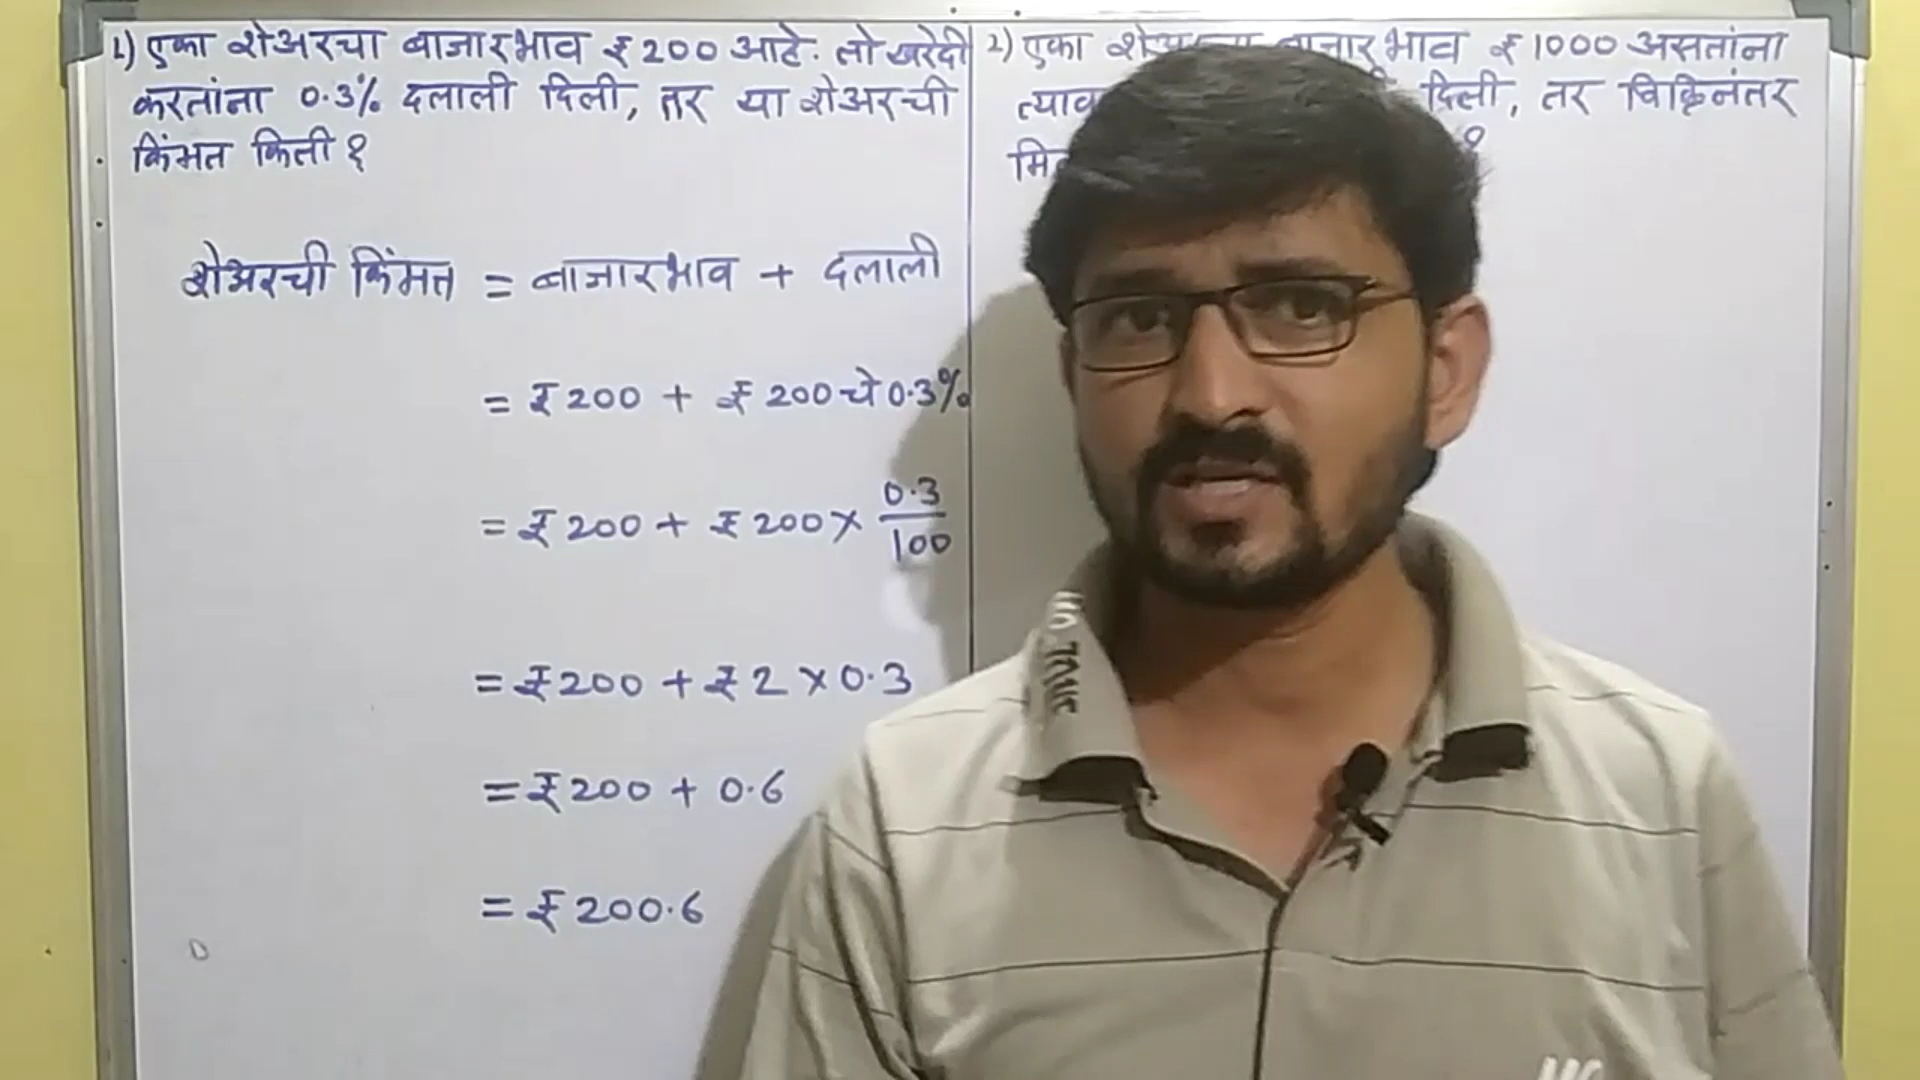 1) एका शेअरचा बाजारभाव ₹ 200 आहे. तो खरेदी
करतांना 0.3% दलाली दिली, तर या शेअरची
किंमत किती ?
शेअरची किंमत = बाजारभाव + दलाली
= ₹ 200 + ₹ 200 चे 0.3%
= ₹ 200 + ₹ 200 × 0.3/100
= ₹ 200 + ₹ 2 × 0.3
= ₹ 200 + 0.6
= ₹ 200.6
2) एका बाजारभाव ₹ 1000 असतांना
दिली, तर विक्रिनंतर